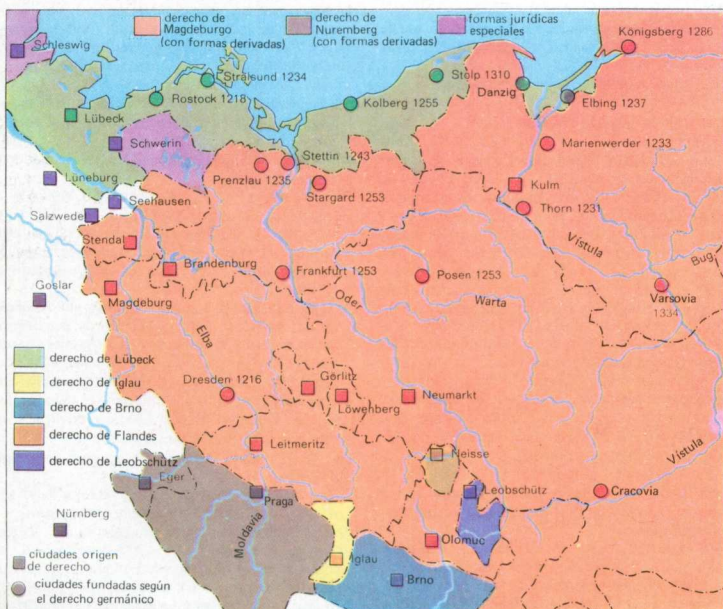 derecho de
Magdeburgo
(con formas derivadas)
derecho de
Nuremberg
(con formas derivadas)
formas jurídicas
especiales
Schleswig
Königsberg 1286
Stralsund 1234
Stolp 1310
Danzig
Rostock 1218
Kolberg 1255
Elbing 1237
Lübeck
Schwerin
Marienwerder 1233
Stettin 1243
Prenzlau 1235
Lüneburg
Stargard 1253
Kulm
Seehausen
Thorn 1231
Salzwedel
Stendal
Vístula
Bug
Brandenburg
Frankfurt 1253
Posen 1253
Goslar
Magdeburg
Oder
Warta
Varsovia
1334
Elba
derecho de Lübeck
derecho de Iglau
derecho de Brno
derecho de Flandes
derecho de Leobschütz
Dresden 1216
Görlitz
Löwenberg
Neumarkt
Leitmeritz
Neisse
Vístula
Eger
Praga
Leobschütz
Cracovia
Nürnberg
Moldavia
Olomuc
Iglau
Brno
ciudades origen
de derecho
ciudades fundadas según
el derecho germánico